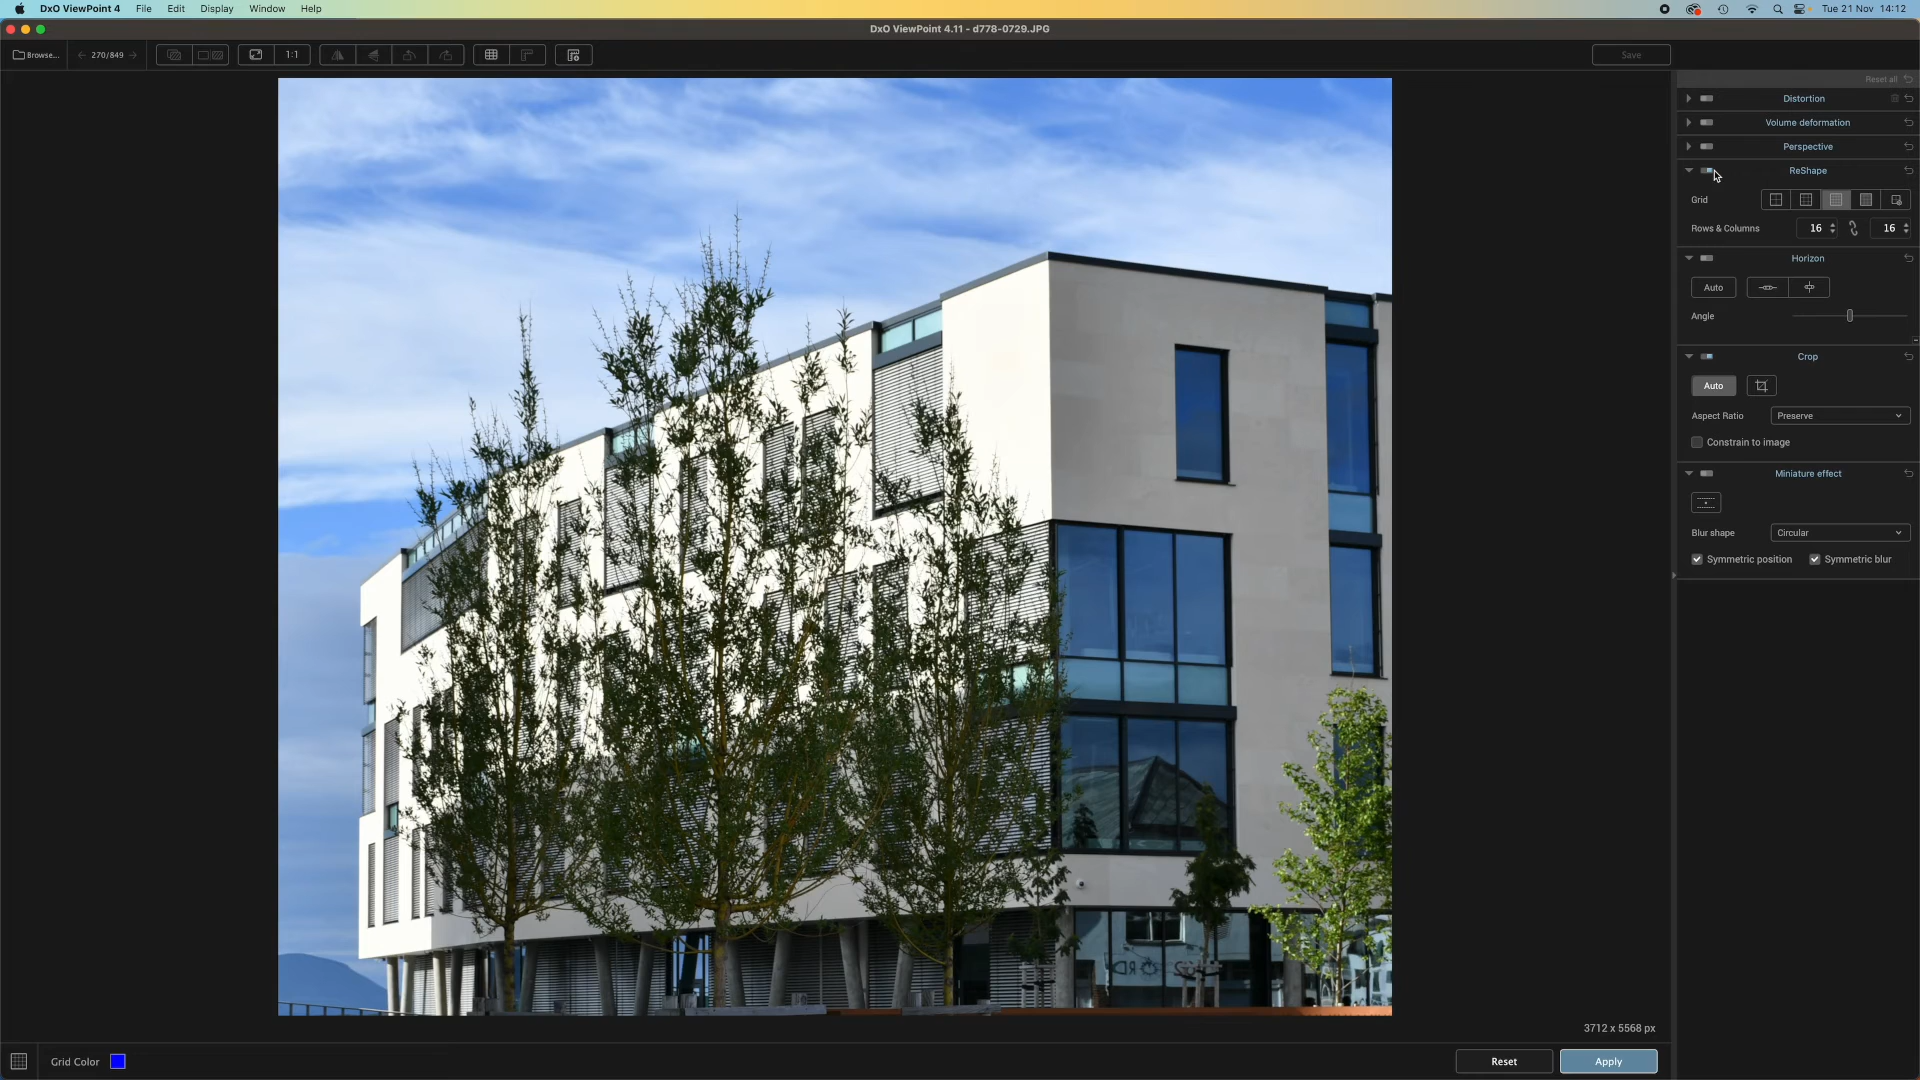 DxO ViewPoint 4 File Edit Display Window Help Tue 21 Nov 14:12
DxO ViewPoint 4.11 - d778-0729.JPG
Browse... 270/849 1:1 Save
Reset all
Distortion
Volume deformation
Perspective
ReShape
Grid
Rows & Columns 16 16
Horizon
Auto
Angle
Crop
Auto
Aspect Ratio Preserve
Constrain to image
Miniature effect
Blur shape Circular
Symmetric position Symmetric blur
3712 x 5568 px
Grid Color Reset Apply